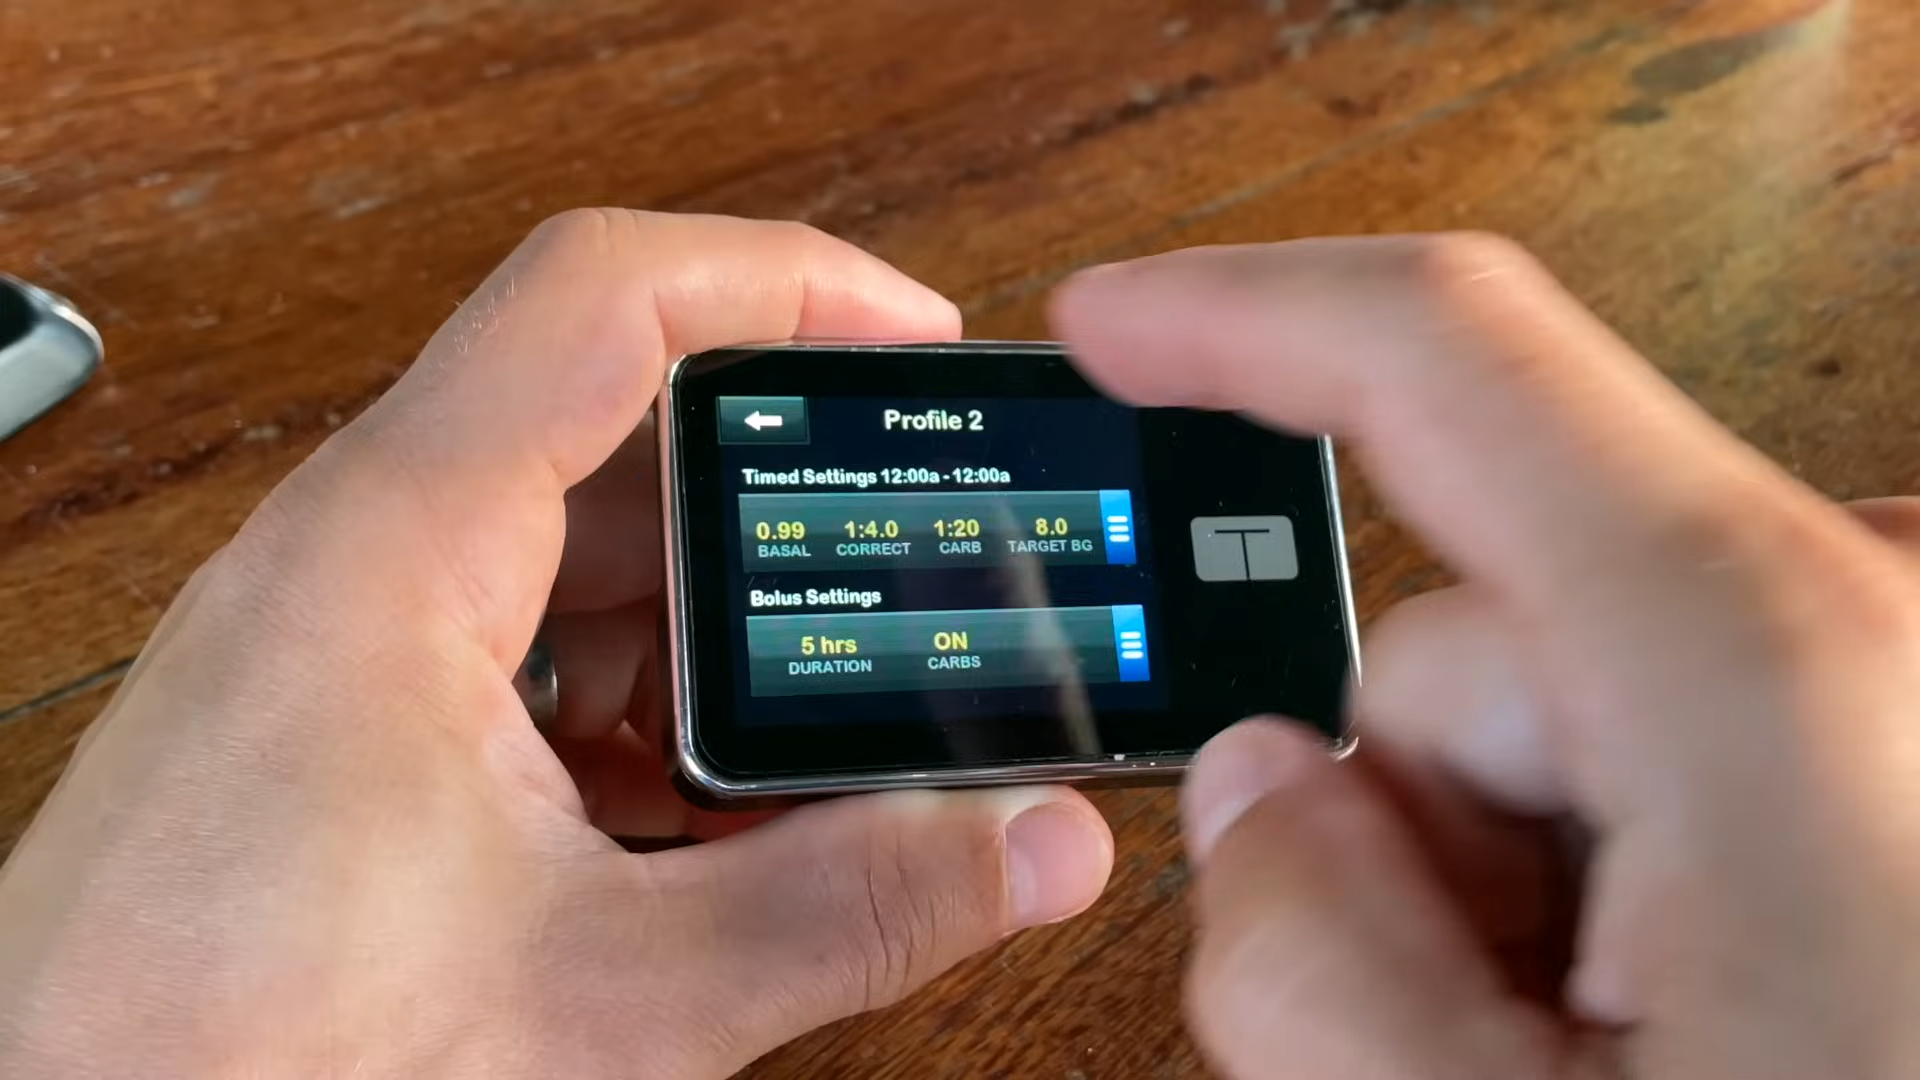 Profile 2
Timed Settings 12:00a - 12:00a
0.99 1:4.0 1:20 8.0
BASAL CORRECT CARB TARGET BG
Bolus Settings
5 hrs ON
DURATION CARBS
T